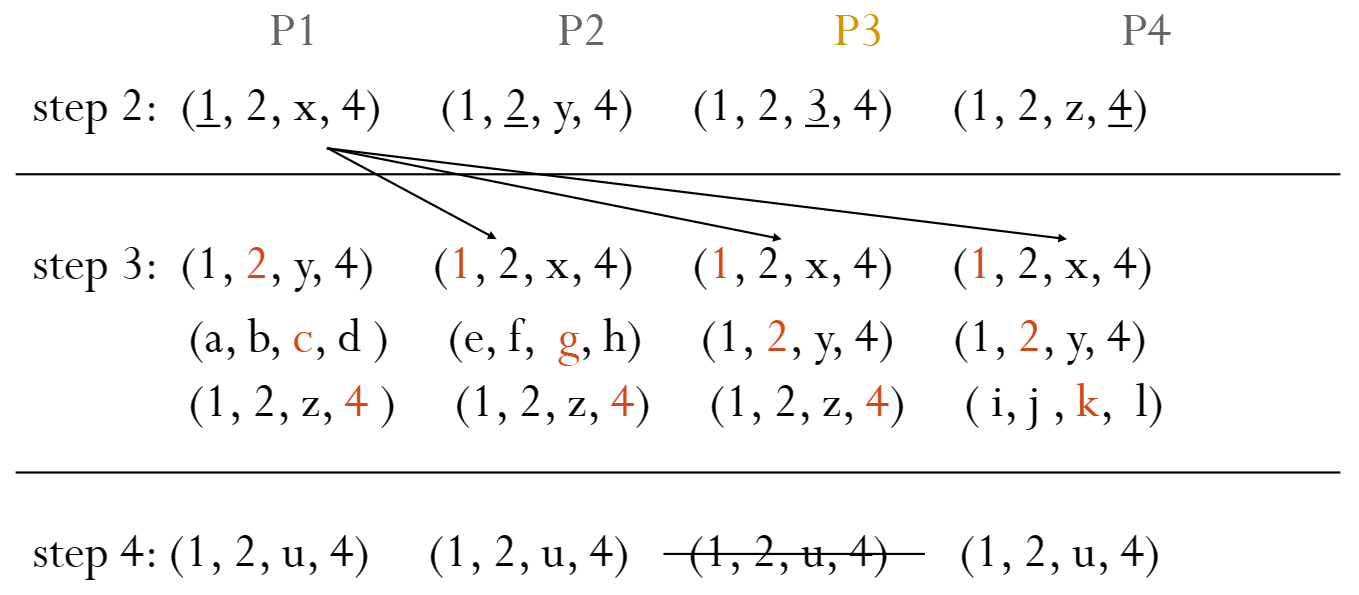 P1 P2 P3 P4
step 2: (1, 2, x, 4) (1, 2, y, 4) (1, 2, 3, 4) (1, 2, z, 4)
step 3: (1, 2, y, 4) (1, 2, x, 4) (1, 2, x, 4) (1, 2, x, 4)
(a, b, c, d ) (e, f, g, h) (1, 2, y, 4) (1, 2, y, 4)
(1, 2, z, 4 ) (1, 2, z, 4) (1, 2, z, 4) ( i, j , k, l)
step 4: (1, 2, u, 4) (1, 2, u, 4) (1, 2, u, 4) (1, 2, u, 4)